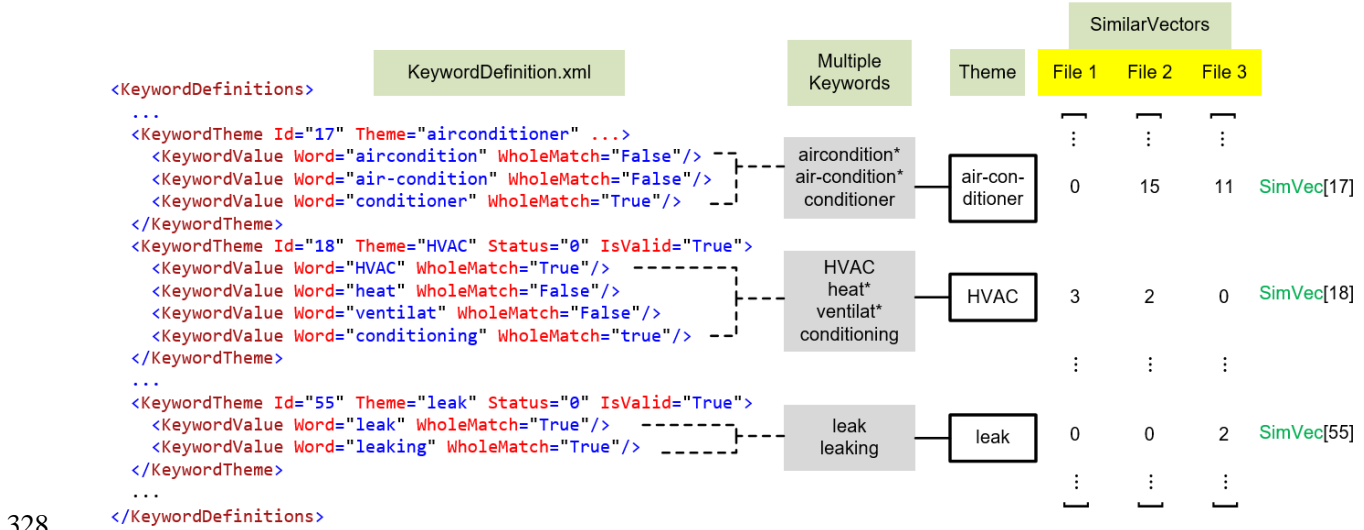 SimilarVectors
KeywordDefinition.xml
Multiple
Keywords
Theme
File 1 File 2 File 3
<KeywordDefinitions>
...
<KeywordTheme Id="17" Theme="airconditioner" ...>
<KeywordValue Word="aircondition" WholeMatch="False"/>
<KeywordValue Word="air-condition" WholeMatch="False"/>
<KeywordValue Word="conditioner" WholeMatch="True"/>
</KeywordTheme>
<KeywordTheme Id="18" Theme="HVAC" Status="0" IsValid="True">
<KeywordValue Word="HVAC" WholeMatch="True"/>
<KeywordValue Word="heat" WholeMatch="False"/>
<KeywordValue Word="ventilat" WholeMatch="False"/>
<KeywordValue Word="conditioning" WholeMatch="true"/>
</KeywordTheme>
...
<KeywordTheme Id="55" Theme="leak" Status="0" IsValid="True">
<KeywordValue Word="leak" WholeMatch="True"/>
<KeywordValue Word="leaking" WholeMatch="True"/>
</KeywordTheme>
...
</KeywordDefinitions>
aircondition*
air-condition*
conditioner
air-con-
ditioner
0 15 11 SimVec[17]
HVAC
heat*
ventilat*
conditioning
HVAC
3 2 0 SimVec[18]
leak
leaking
leak
0 0 2 SimVec[55]
328